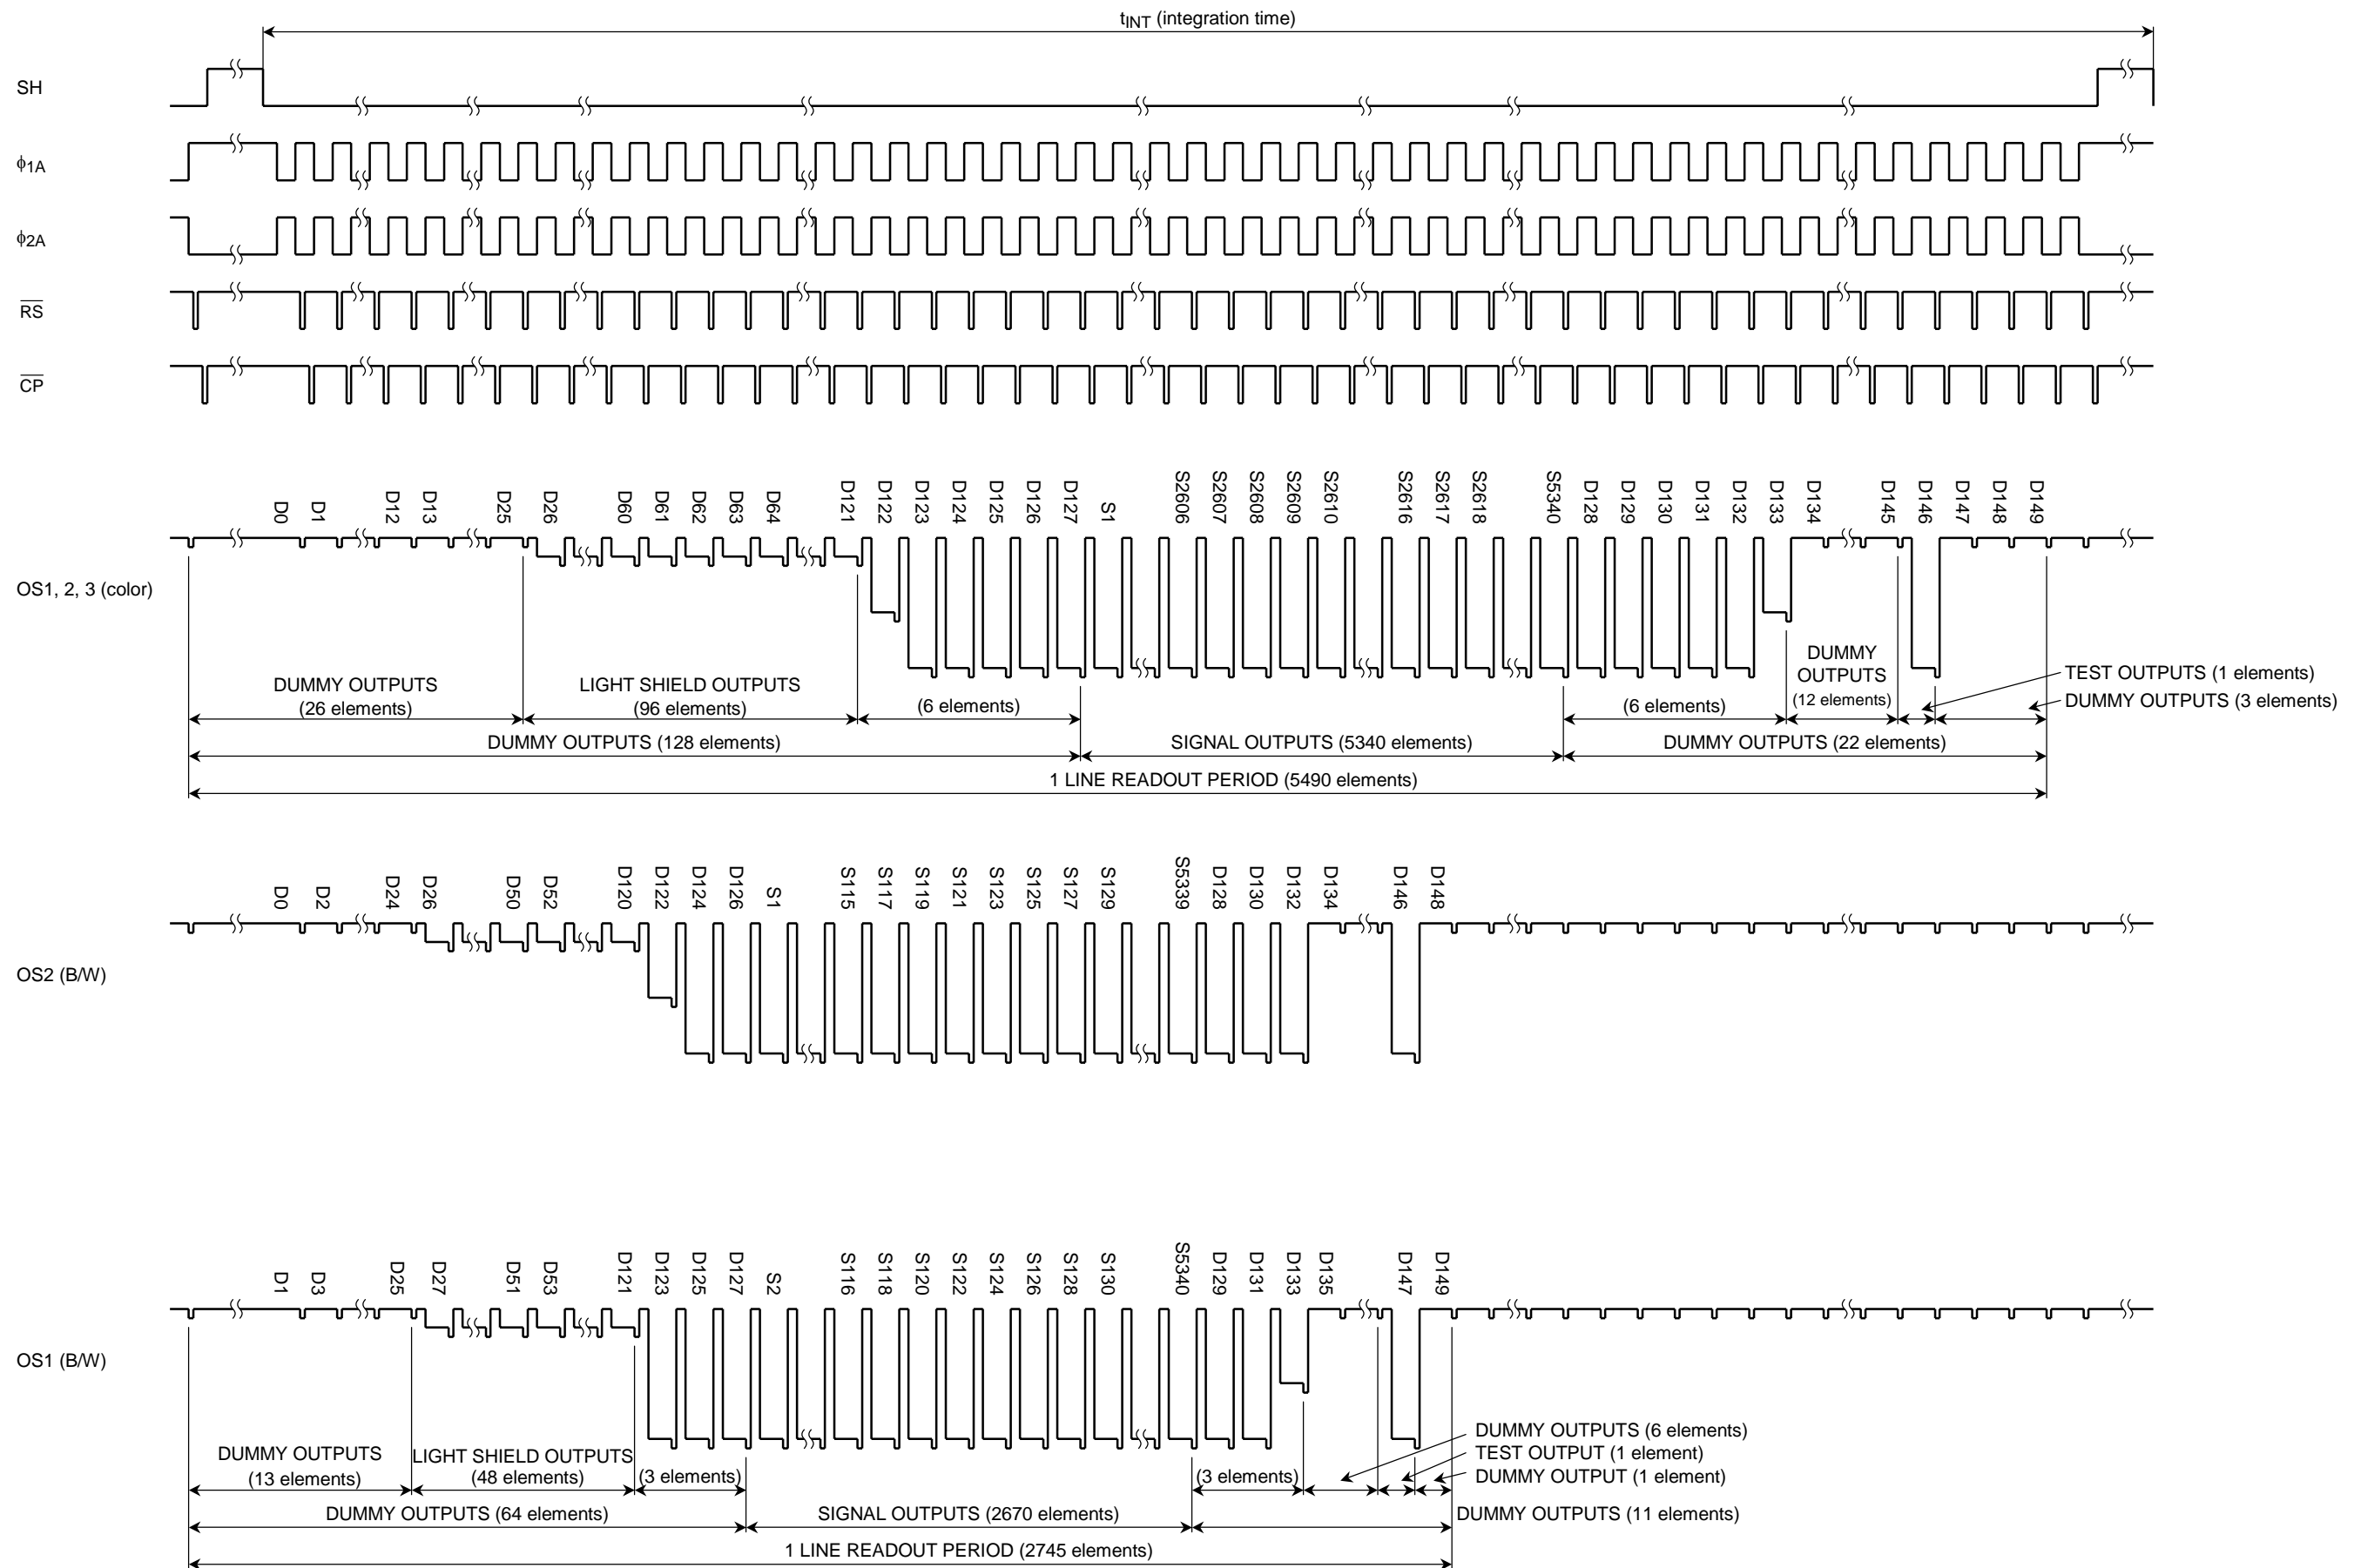 tINT (integration time)
SH
ϕ1A
ϕ2A
RS
CP
D0 D1 D12 D13 D25 D26 D60 D61 D62 D63 D64 D121 D122 D123 D124 D125 D126 D127 S1 S2606 S2607 S2608 S2609 S2610 S2616 S2617 S2618 S5340 D128 D129 D130 D131 D132 D133 D134 D145 D146 D147 D148 D149
OS1, 2, 3 (color)
DUMMY OUTPUTS
(26 elements)
LIGHT SHIELD OUTPUTS
(96 elements)
(6 elements)
(6 elements)
DUMMY
OUTPUTS
(12 elements)
TEST OUTPUTS (1 elements)
DUMMY OUTPUTS (3 elements)
DUMMY OUTPUTS (128 elements)
SIGNAL OUTPUTS (5340 elements)
DUMMY OUTPUTS (22 elements)
1 LINE READOUT PERIOD (5490 elements)
D0 D2 D24 D26 D50 D52 D120 D122 D124 D126 S1 S115 S117 S119 S121 S123 S125 S127 S129 S5339 D128 D130 D132 D134 D146 D148
OS2 (B/W)
D1 D3 D25 D27 D51 D53 D121 D123 D125 D127 S2 S116 S118 S120 S122 S124 S126 S128 S130 S5340 D129 D131 D133 D135 D147 D149
OS1 (B/W)
DUMMY OUTPUTS
(13 elements)
LIGHT SHIELD OUTPUTS
(48 elements)
(3 elements)
(3 elements)
DUMMY OUTPUTS (6 elements)
TEST OUTPUT (1 element)
DUMMY OUTPUT (1 element)
DUMMY OUTPUTS (64 elements)
SIGNAL OUTPUTS (2670 elements)
DUMMY OUTPUTS (11 elements)
1 LINE READOUT PERIOD (2745 elements)